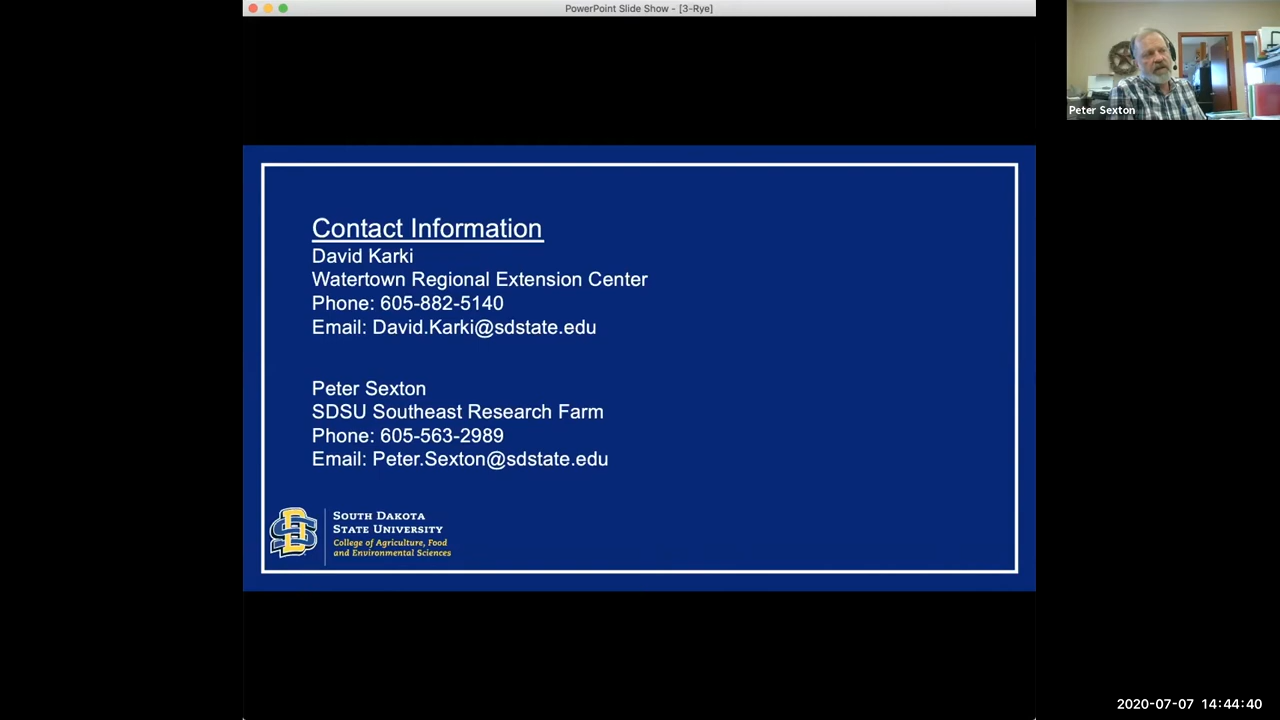 PowerPoint Slide Show - [3-Rye]
Peter Sexton
Contact Information
David Karki
Watertown Regional Extension Center
Phone: 605-882-5140
Email: David.Karki@sdstate.edu
Peter Sexton
SDSU Southeast Research Farm
Phone: 605-563-2989
Email: Peter.Sexton@sdstate.edu
South Dakota
State University
College of Agriculture, Food
and Environmental Sciences
2020-07-07 14:44:40